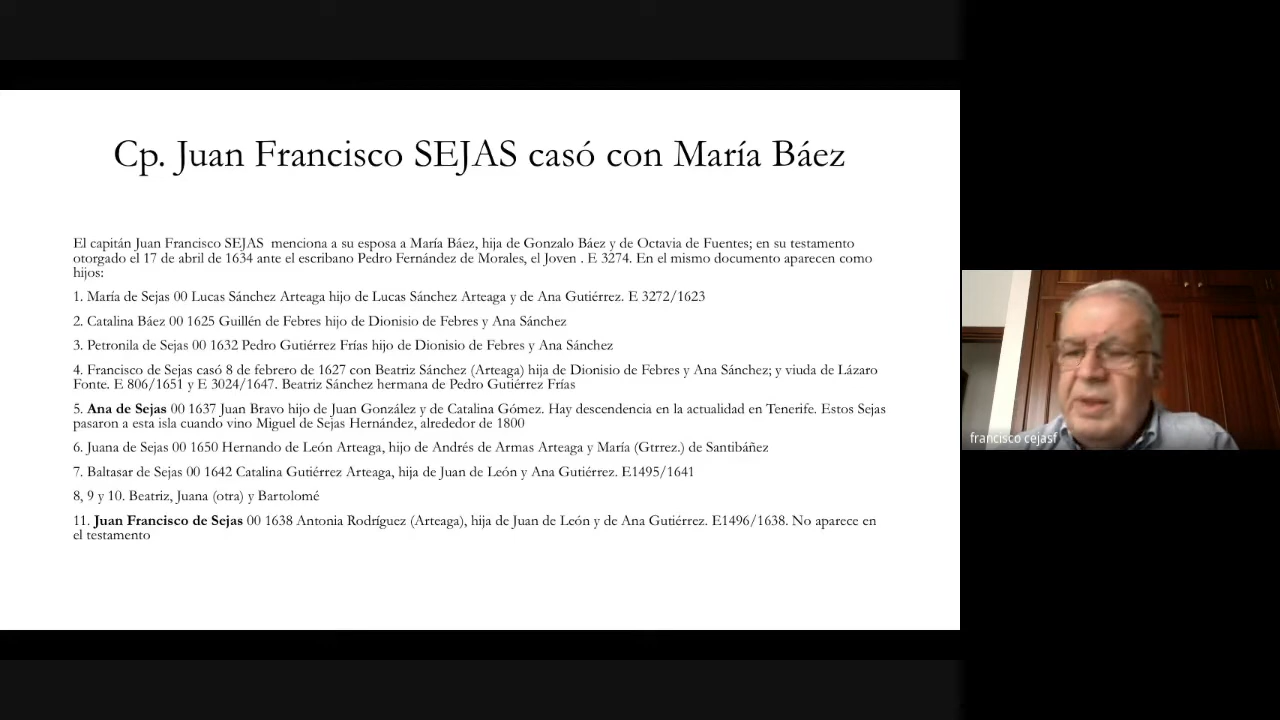 Cp. Juan Francisco SEJAS casó con María Báez
El capitán Juan Francisco SEJAS  menciona a su esposa a María Báez, hija de Gonzalo Báez y de Octavia de Fuentes; en su testamento
otorgado el 17 de abril de 1634 ante el escribano Pedro Fernández de Morales, el Joven . E 3274. En el mismo documento aparecen como
hijos:
1. María de Sejas 00 Lucas Sánchez Arteaga hijo de Lucas Sánchez Arteaga y de Ana Gutiérrez. E 3272/1623
2. Catalina Báez 00 1625 Guillén de Febres hijo de Dionisio de Febres y Ana Sánchez
3. Petronila de Sejas 00 1632 Pedro Gutiérrez Frías hijo de Dionisio de Febres y Ana Sánchez
4. Francisco de Sejas casó 8 de febrero de 1627 con Beatriz Sánchez (Arteaga) hija de Dionisio de Febres y Ana Sánchez; y viuda de Lázaro
Fonte. E 806/1651 y E 3024/1647. Beatriz Sánchez hermana de Pedro Gutiérrez Frías
5. Ana de Sejas 00 1637 Juan Bravo hijo de Juan González y de Catalina Gómez. Hay descendencia en la actualidad en Tenerife. Estos Sejas
pasaron a esta isla cuando vino Miguel de Sejas Hernández, alrededor de 1800
6. Juana de Sejas 00 1650 Hernando de León Arteaga, hijo de Andrés de Armas Arteaga y María (Gtrrez.) de Santibáñez
7. Baltasar de Sejas 00 1642 Catalina Gutiérrez Arteaga, hija de Juan de León y Ana Gutiérrez. E1495/1641
8, 9 y 10. Beatriz, Juana (otra) y Bartolomé
11. Juan Francisco de Sejas 00 1638 Antonia Rodríguez (Arteaga), hija de Juan de León y de Ana Gutiérrez. E1496/1638. No aparece en
el testamento
francisco cejasf